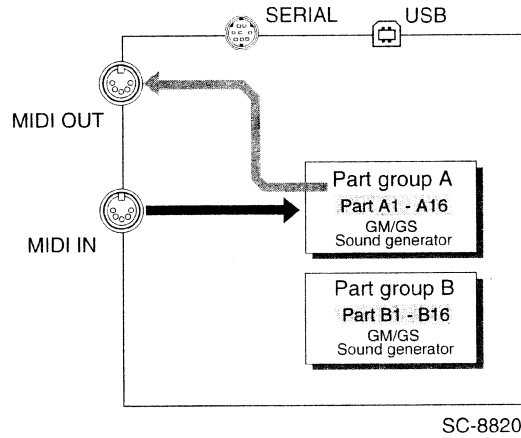 SERIAL USB
MIDI OUT
Part group A
Part A1 - A16
GM/GS
Sound generator
MIDI IN
Part group B
Part B1 - B16
GM/GS
Sound generator
SC-8820